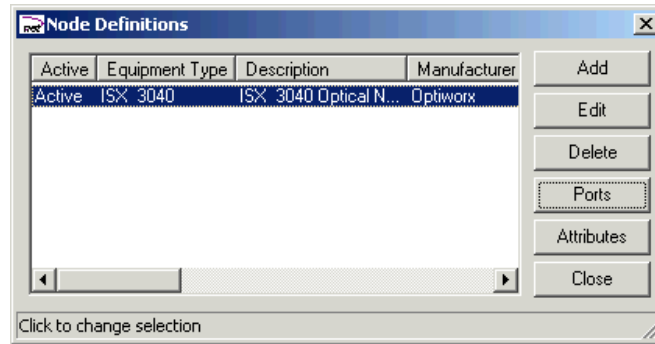 Node Definitions
Active Equipment Type Description Manufacturer
Active ISX 3040 ISX 3040 Optical N... Optiworx
Add
Edit
Delete
Ports
Attributes
Close
Click to change selection